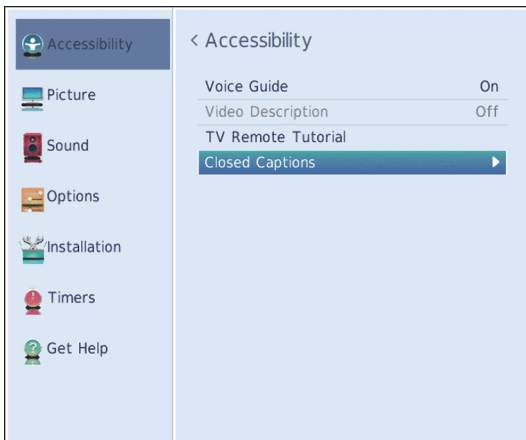 Accessibility
Picture
Sound
Options
Installation
Timers
Get Help
< Accessibility
Voice Guide On
Video Description Off
TV Remote Tutorial
Closed Captions